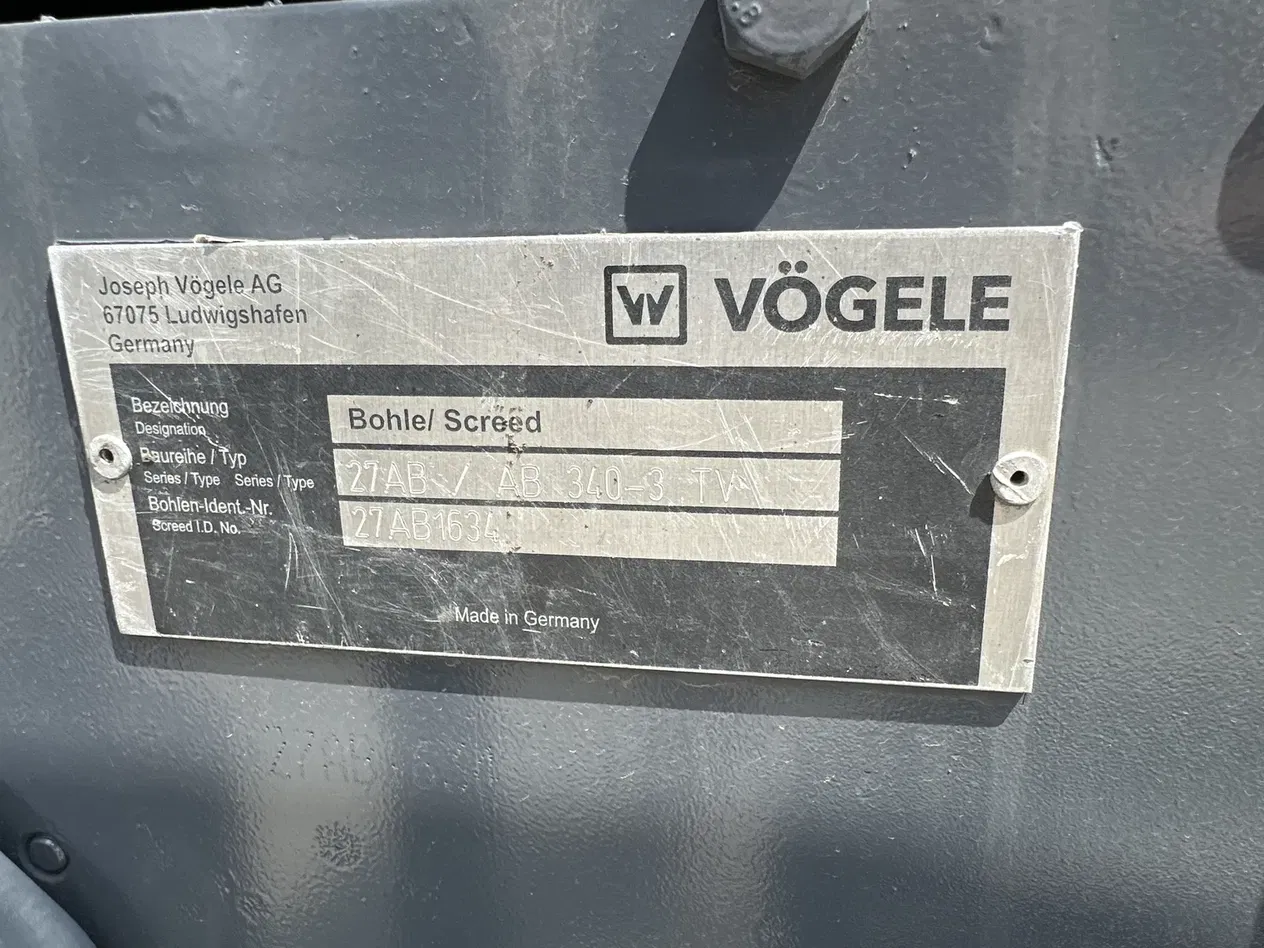 Joseph Vögele AG
67075 Ludwigshafen
Germany
VÖGELE
Bezeichnung
Designation
Bohle/ Screed
Baureihe / Typ
Series / Type Series / Type
27AB / AB 340-3 TV
Bohlen-Ident.-Nr.
Screed I.D. No.
27AB1634
Made in Germany